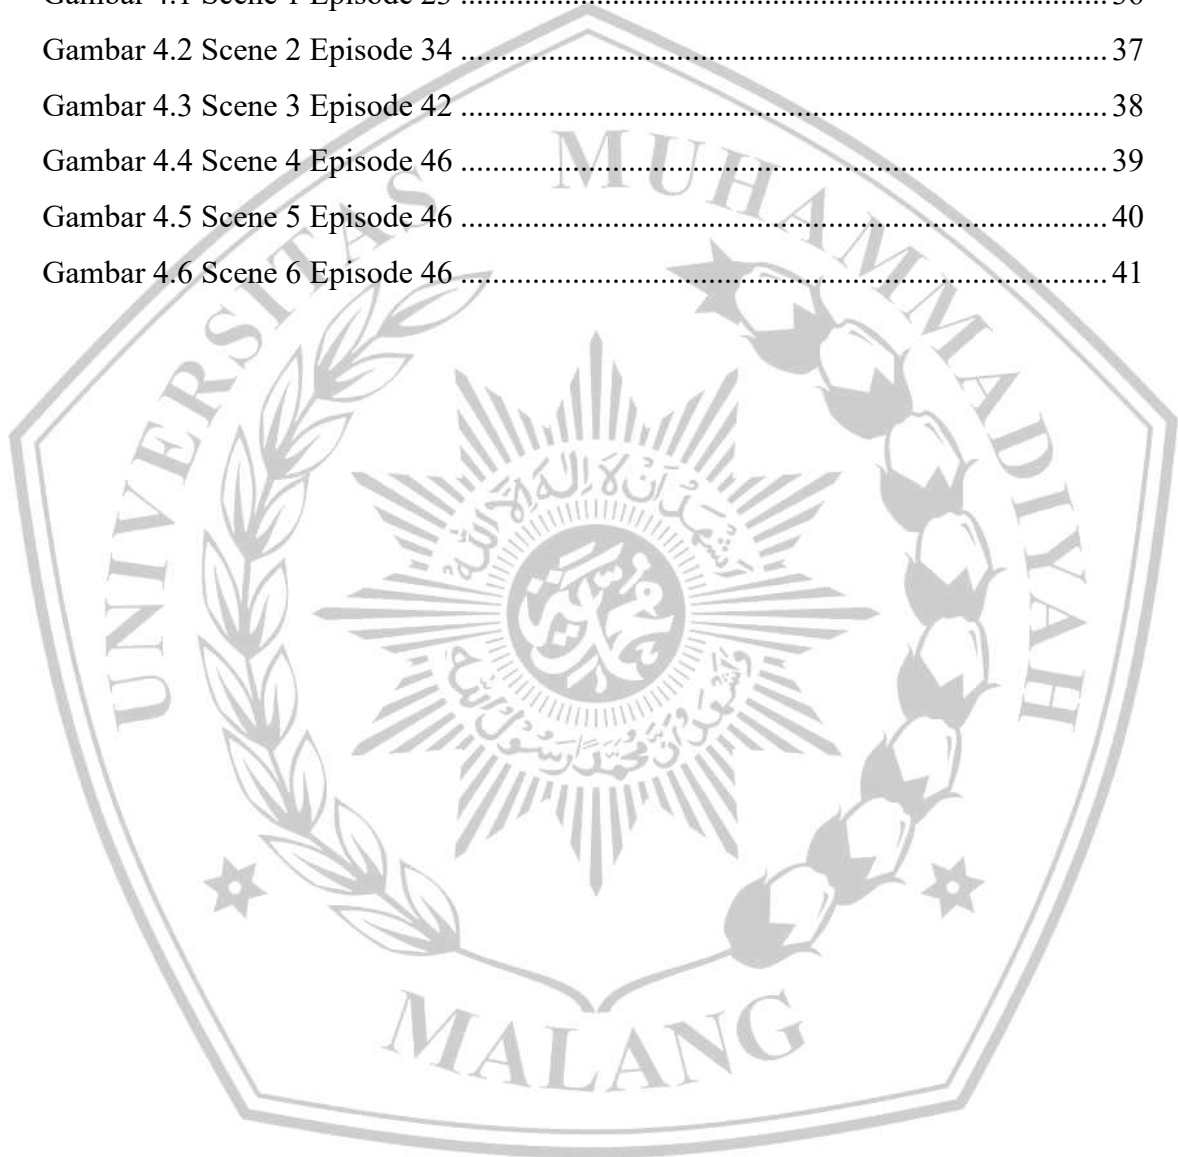 Gambar 4.2 Scene 2 Episode 34 ................................................................................. 37
Gambar 4.3 Scene 3 Episode 42 ................................................................................. 38
Gambar 4.4 Scene 4 Episode 46 ................................................................................. 39
Gambar 4.5 Scene 5 Episode 46 ................................................................................. 40
Gambar 4.6 Scene 6 Episode 46 ................................................................................. 41
UNIVERSITAS MUHAMMADIYAH
MALANG